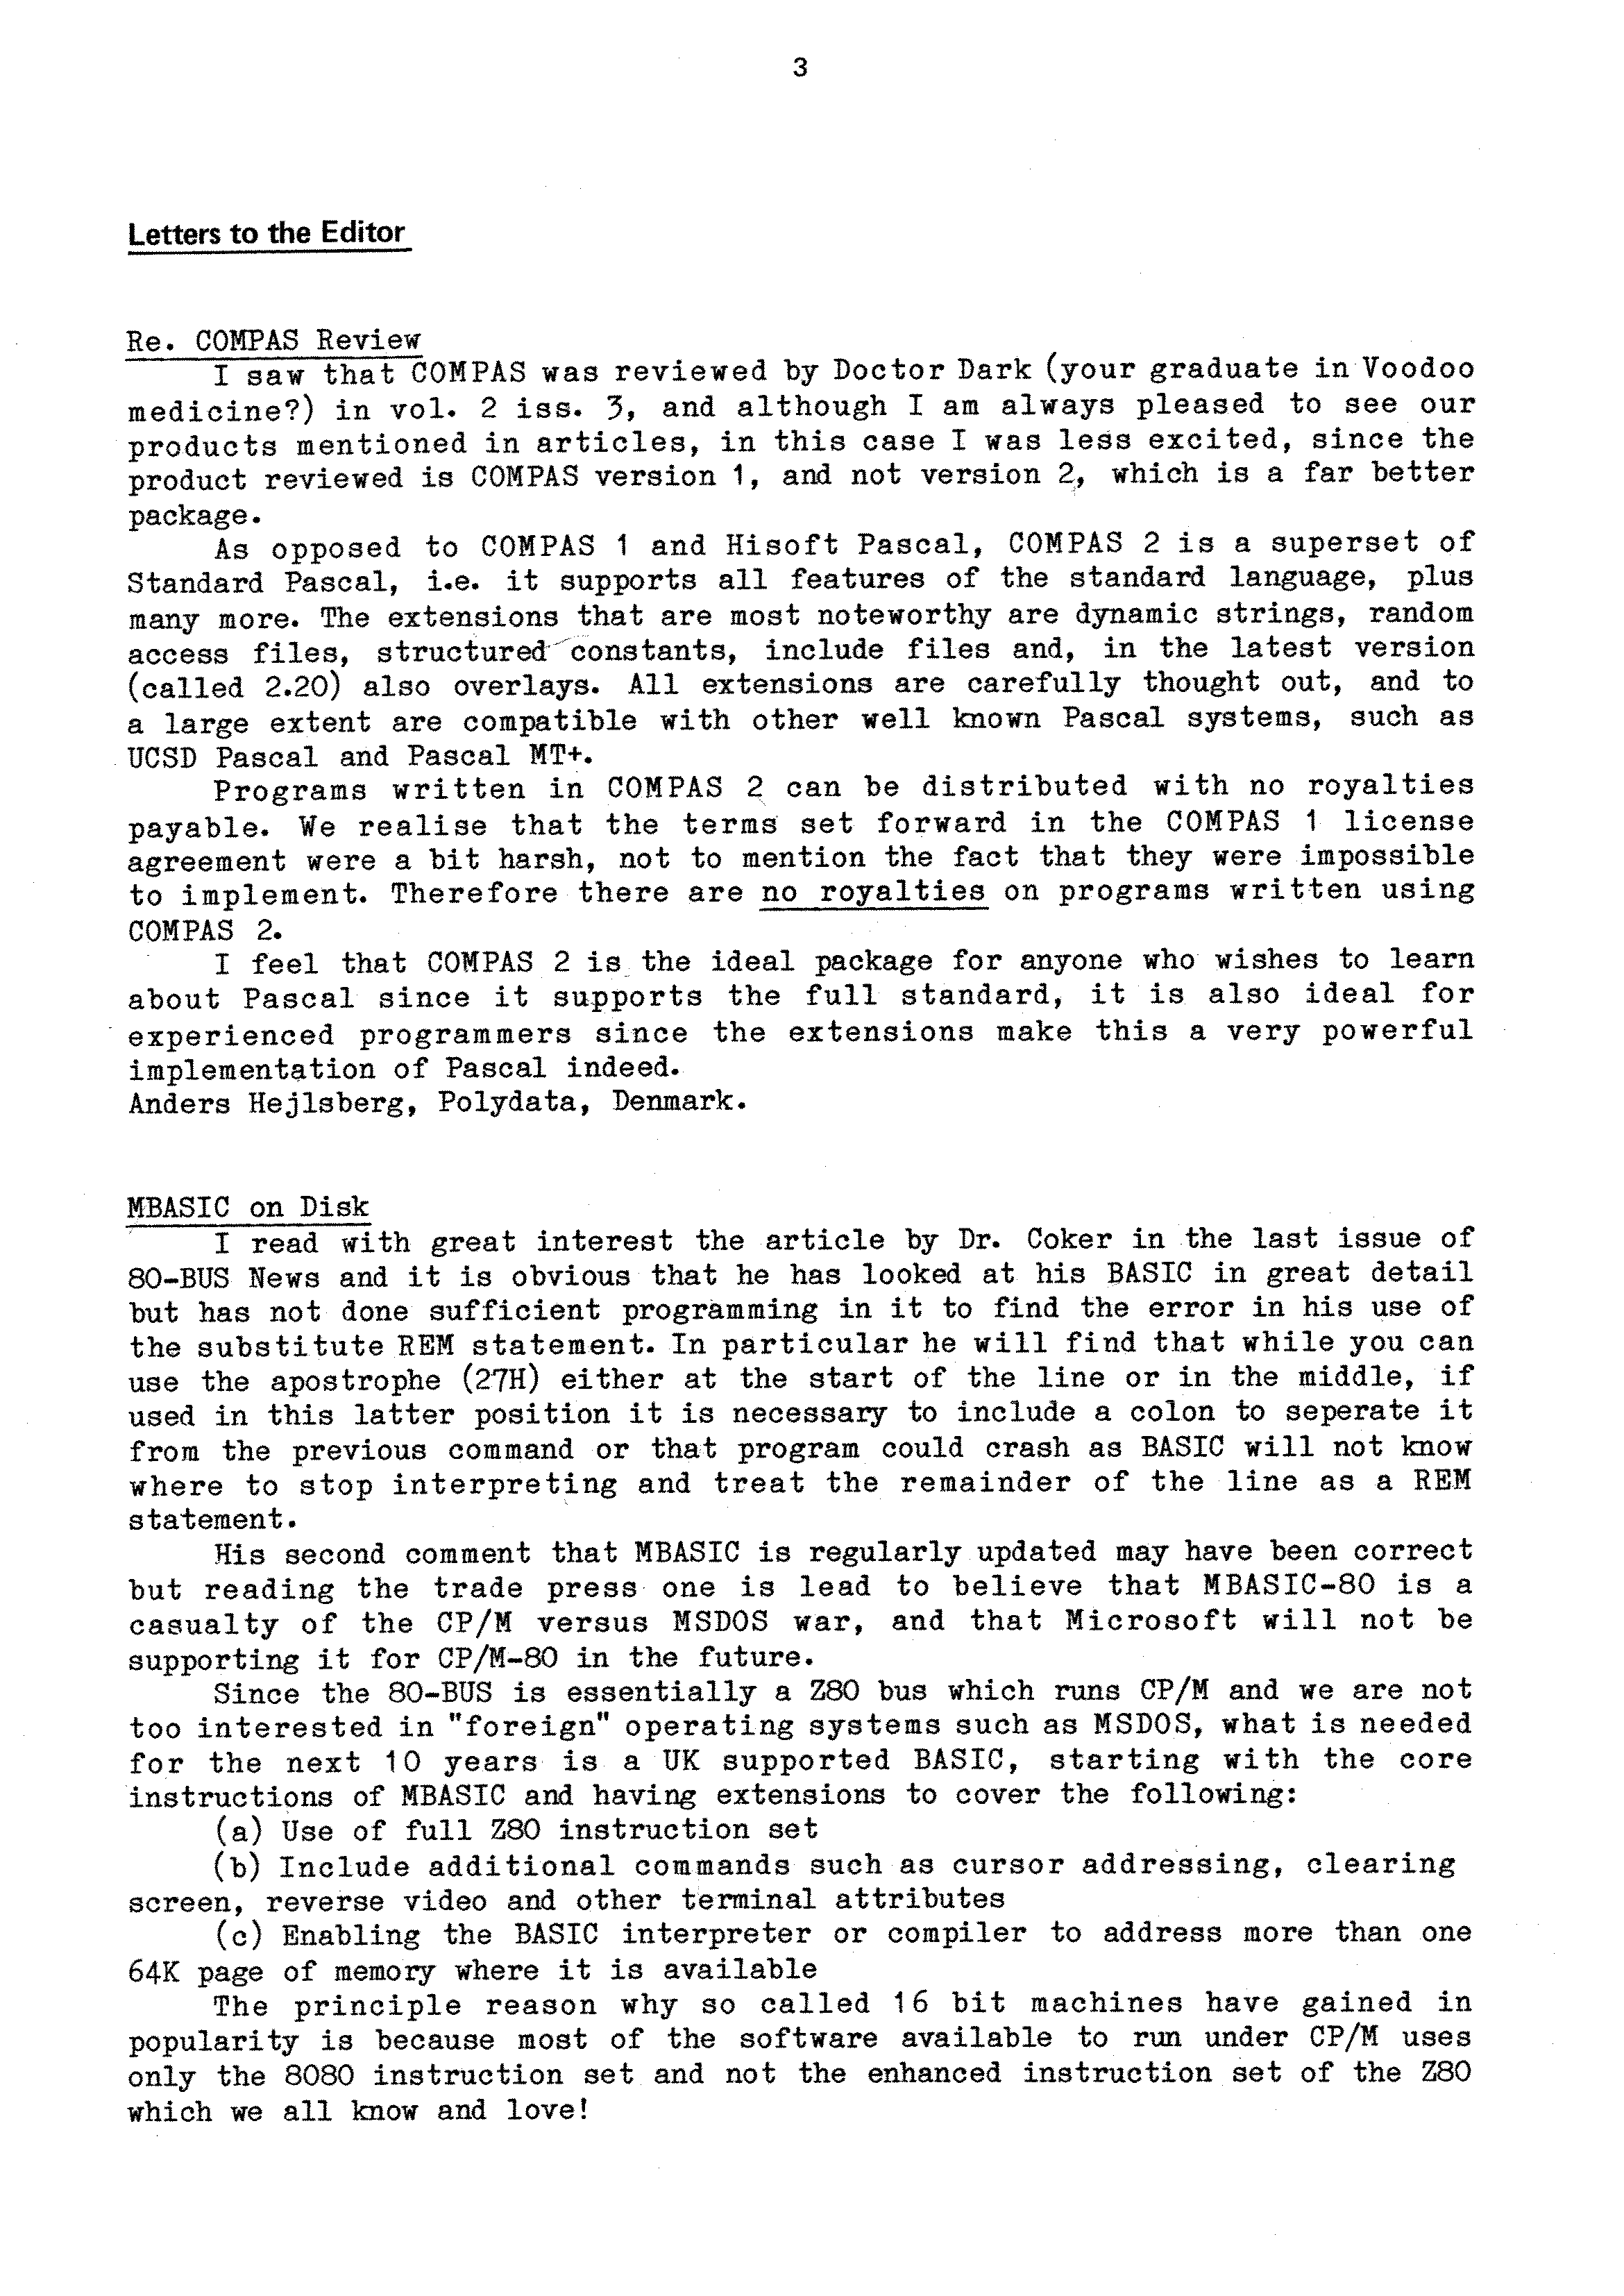 3
Letters to the Editor
Re. COMPAS Review
I saw that COMPAS was reviewed by Doctor Dark (your graduate in Voodoo
medicine?) in vol. 2 iss. 3, and although I am always pleased to see our
products mentioned in articles, in this case I was less excited, since the
product reviewed is COMPAS version 1, and not version 2, which is a far better
package.
As opposed to COMPAS 1 and Hisoft Pascal, COMPAS 2 is a superset of
Standard Pascal, i.e. it supports all features of the standard language, plus
many more. The extensions that are most noteworthy are dynamic strings, random
access files, structured constants, include files and, in the latest version
(called 2.20) also overlays. All extensions are carefully thought out, and to
a large extent are compatible with other well known Pascal systems, such as
UCSD Pascal and Pascal MT+.
Programs written in COMPAS 2 can be distributed with no royalties
payable. We realise that the terms set forward in the COMPAS 1 license
agreement were a bit harsh, not to mention the fact that they were impossible
to implement. Therefore there are no royalties on programs written using
COMPAS 2.
I feel that COMPAS 2 is the ideal package for anyone who wishes to learn
about Pascal since it supports the full standard, it is also ideal for
experienced programmers since the extensions make this a very powerful
implementation of Pascal indeed.
Anders Hejlsberg, Polydata, Denmark.
MBASIC on Disk
I read with great interest the article by Dr. Coker in the last issue of
80-BUS News and it is obvious that he has looked at his BASIC in great detail
but has not done sufficient programming in it to find the error in his use of
the substitute REM statement. In particular he will find that while you can
use the apostrophe (27H) either at the start of the line or in the middle, if
used in this latter position it is necessary to include a colon to seperate it
from the previous command or that program could crash as BASIC will not know
where to stop interpreting and treat the remainder of the line as a REM
statement.
His second comment that MBASIC is regularly updated may have been correct
but reading the trade press one is lead to believe that MBASIC-80 is a
casualty of the CP/M versus MSDOS war, and that Microsoft will not be
supporting it for CP/M-80 in the future.
Since the 80-BUS is essentially a Z80 bus which runs CP/M and we are not
too interested in "foreign" operating systems such as MSDOS, what is needed
for the next 10 years is a UK supported BASIC, starting with the core
instructions of MBASIC and having extensions to cover the following:
(a) Use of full Z80 instruction set
(b) Include additional commands such as cursor addressing, clearing
screen, reverse video and other terminal attributes
(c) Enabling the BASIC interpreter or compiler to address more than one
64K page of memory where it is available
The principle reason why so called 16 bit machines have gained in
popularity is because most of the software available to run under CP/M uses
only the 8080 instruction set and not the enhanced instruction set of the Z80
which we all know and love!